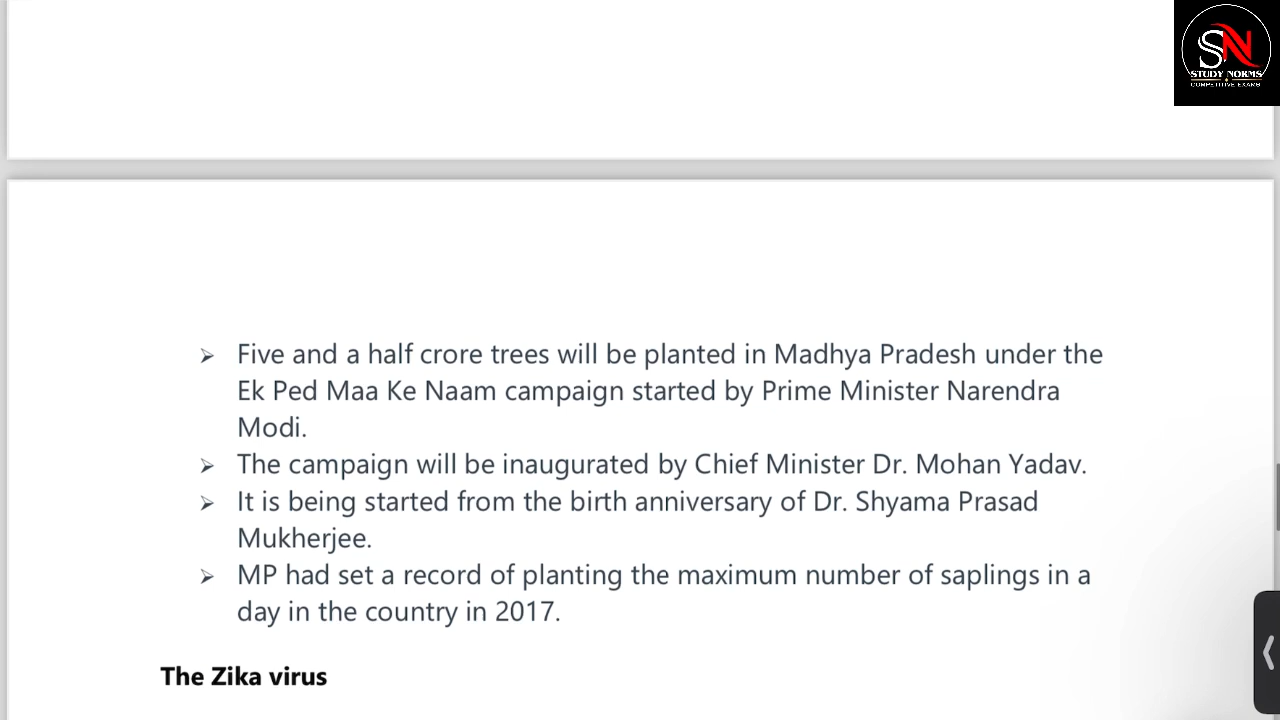 SN
STUDY NORMS
COMPETITIVE EXAMS
➢ Five and a half crore trees will be planted in Madhya Pradesh under the
Ek Ped Maa Ke Naam campaign started by Prime Minister Narendra
Modi.
➢ The campaign will be inaugurated by Chief Minister Dr. Mohan Yadav.
➢ It is being started from the birth anniversary of Dr. Shyama Prasad
Mukherjee.
➢ MP had set a record of planting the maximum number of saplings in a
day in the country in 2017.
The Zika virus